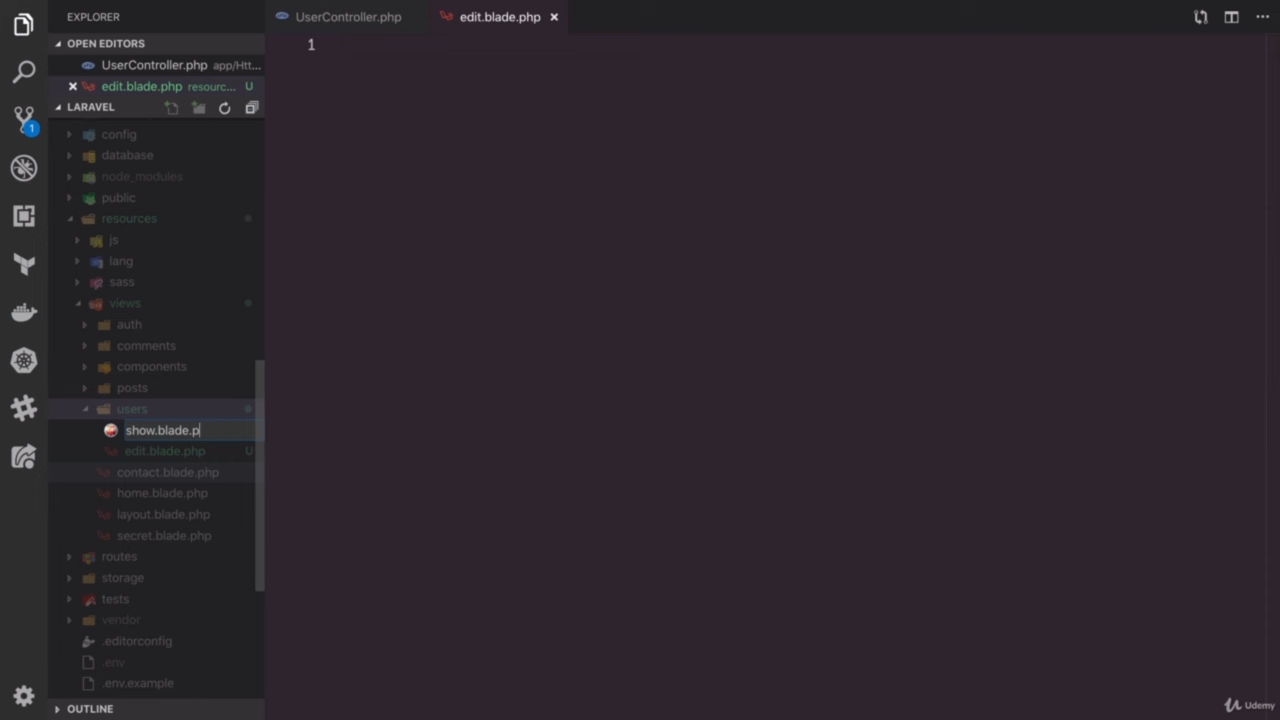 EXPLORER
UserController.php
edit.blade.php
OPEN EDITORS
UserController.php app/Htt...
edit.blade.php resourc... U
LARAVEL
1
1
config
database
node_modules
public
resources
js
lang
sass
views
auth
comments
components
posts
users
show.blade.p
edit.blade.php U
contact.blade.php
home.blade.php
layout.blade.php
secret.blade.php
routes
storage
tests
vendor
.editorconfig
.env
.env.example
OUTLINE
Udemy